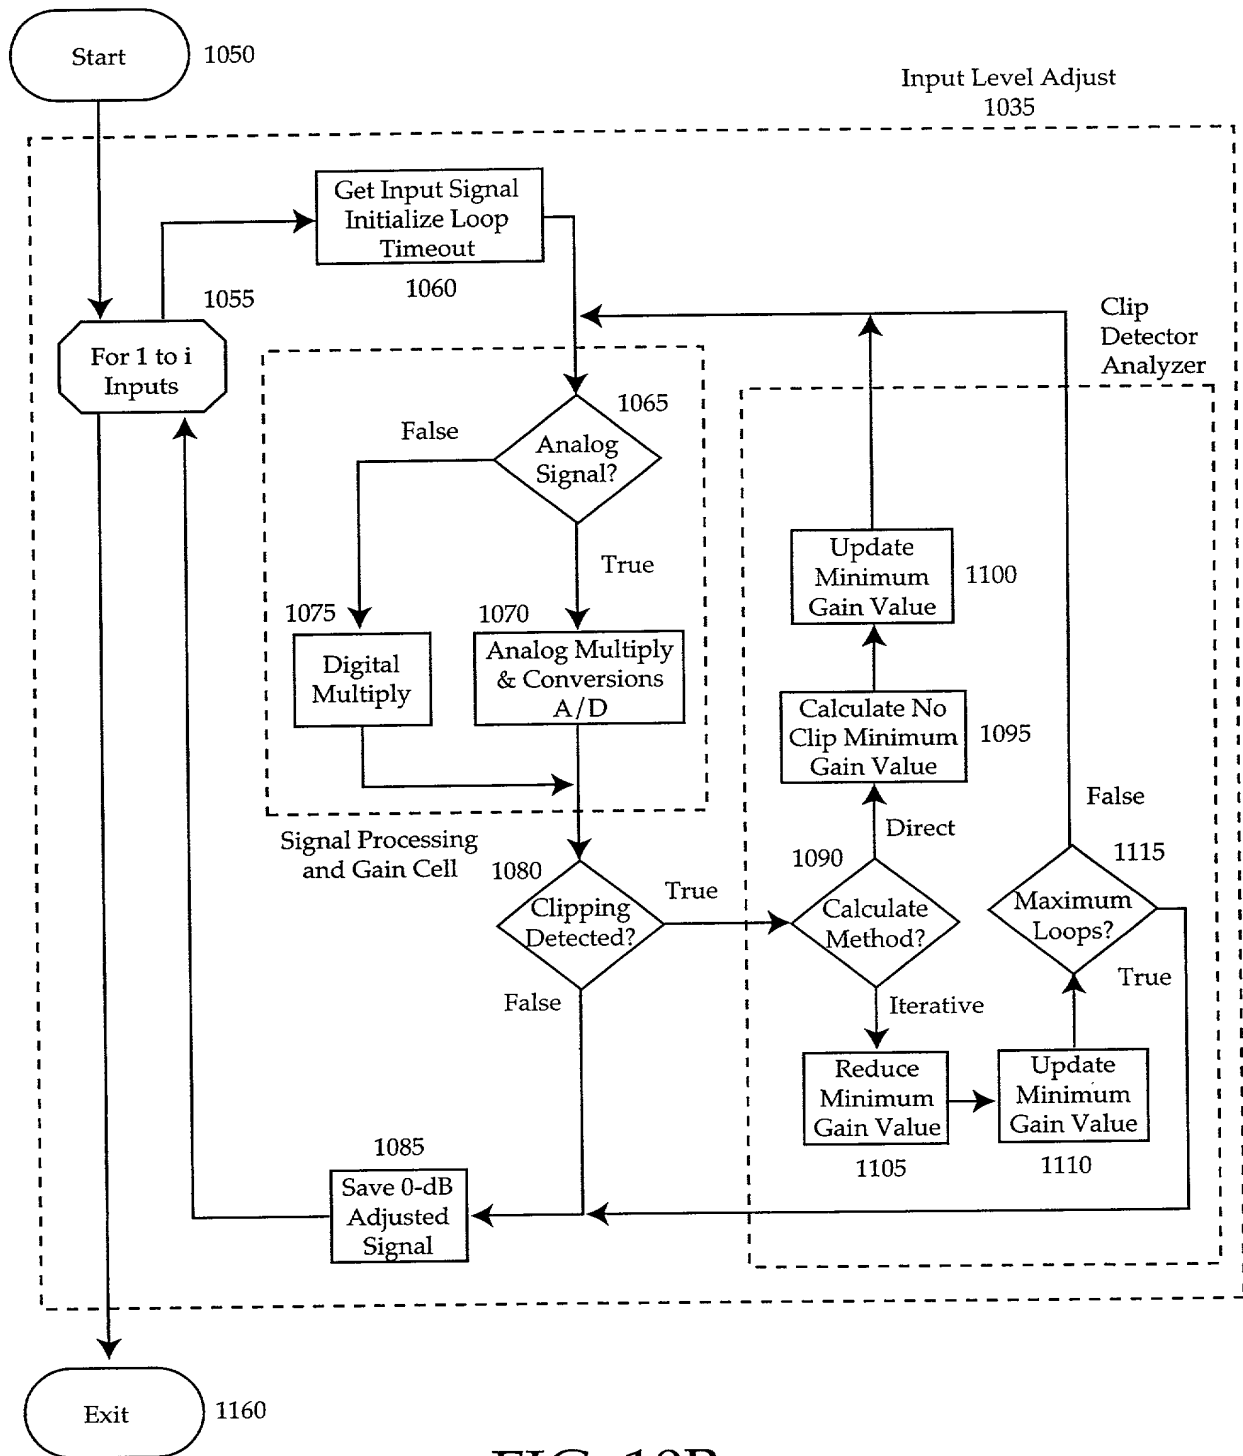 Start
1050
Input Level Adjust
1035
Get Input Signal
Initialize Loop
Timeout
1060
1055
For 1 to i
Inputs
Clip
Detector
Analyzer
1065
False
Analog
Signal?
True
1075
1070
Digital
Multiply
Analog Multiply
& Conversions
A/D
Update
Minimum
Gain Value
1100
Calculate No
Clip Minimum
Gain Value
1095
Direct
False
Signal Processing
and Gain Cell
1080
Clipping
Detected?
True
False
1090
Calculate
Method?
1115
Maximum
Loops?
True
Iterative
Reduce
Minimum
Gain Value
1105
Update
Minimum
Gain Value
1110
1085
Save 0-dB
Adjusted
Signal
Exit
1160